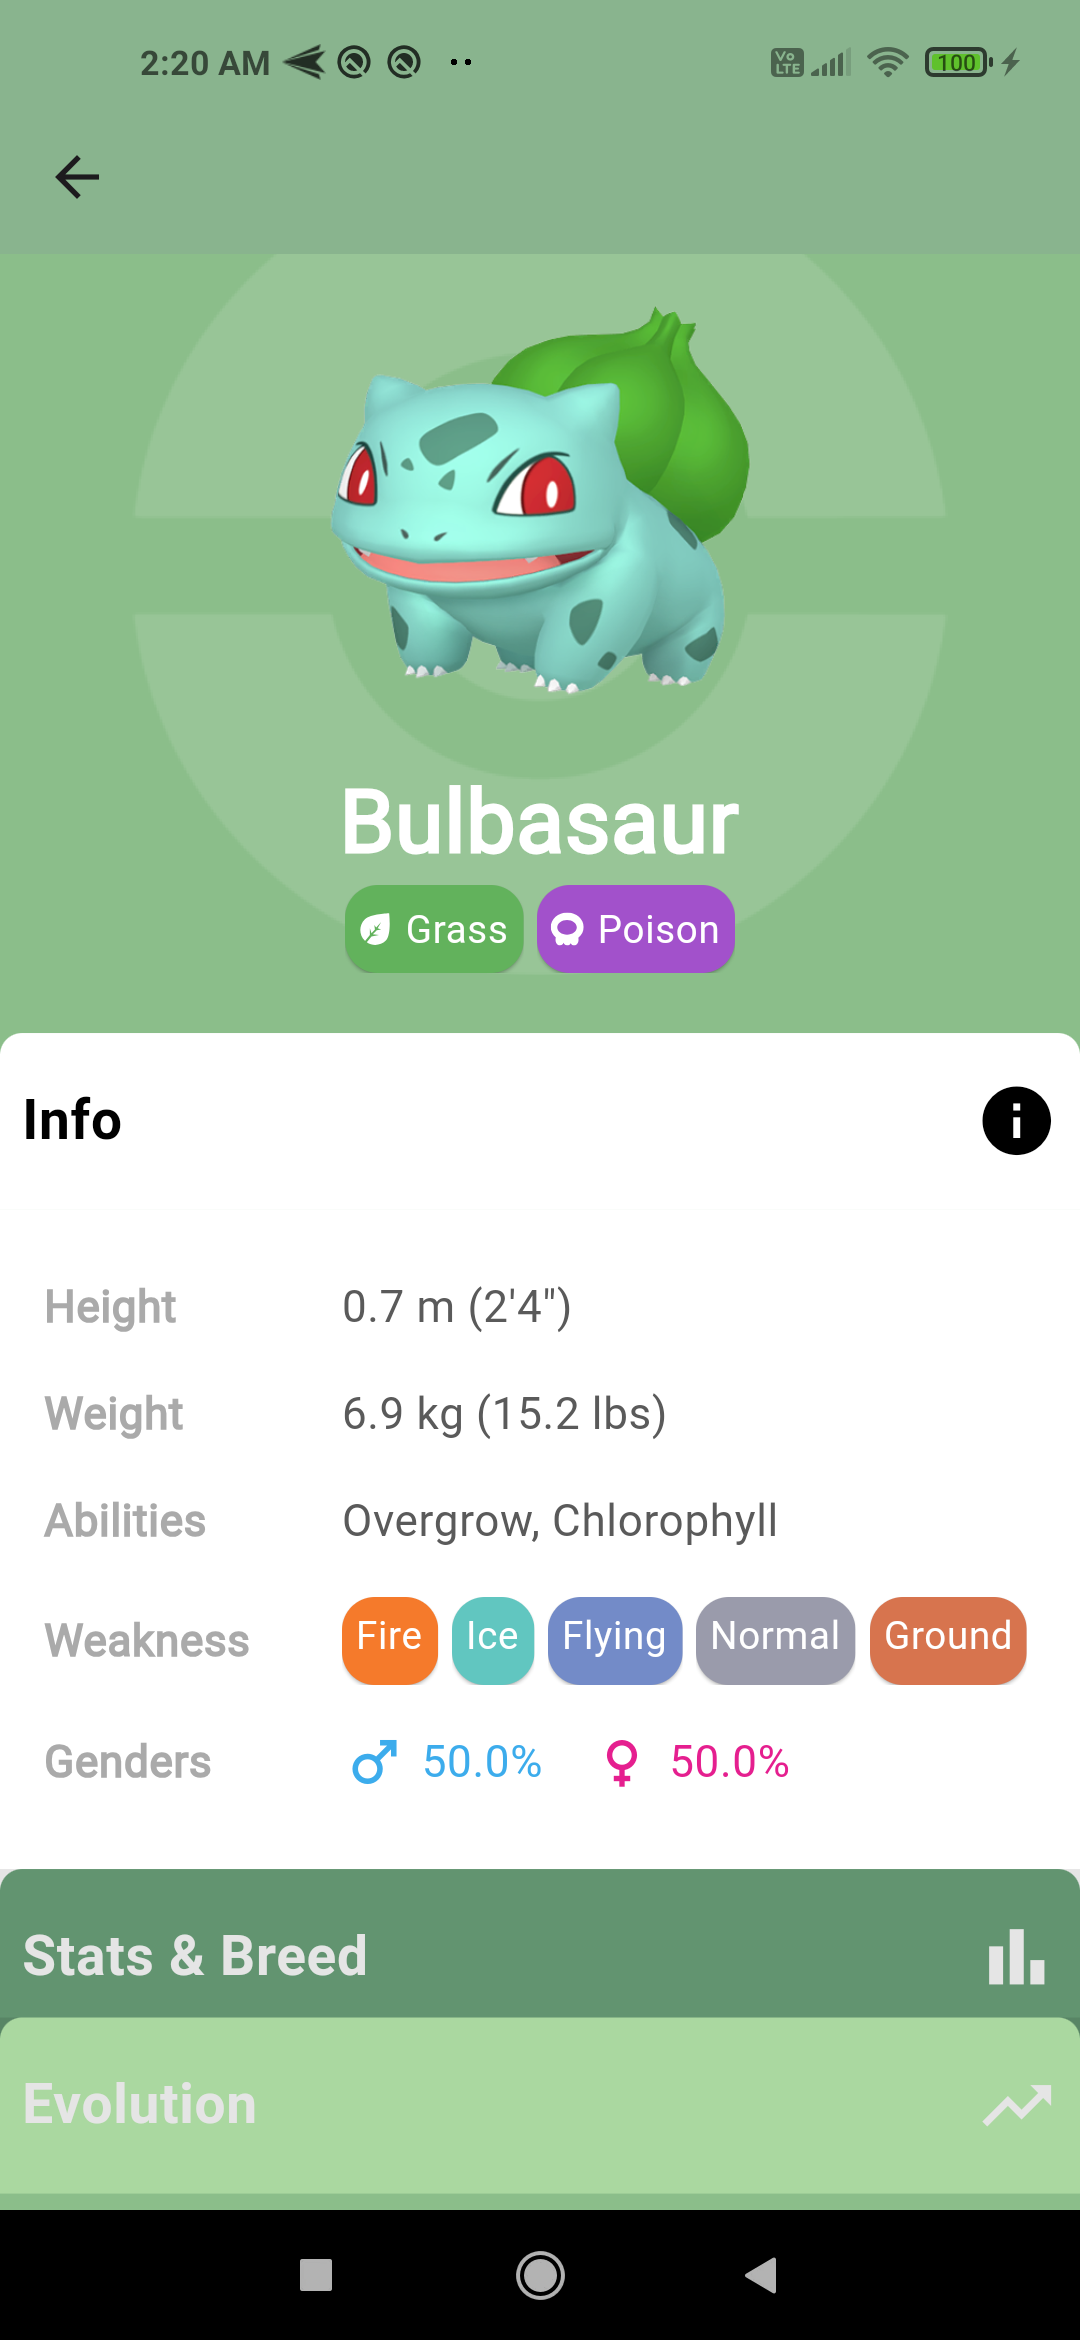 2:20 AM Vo LTE 100
Bulbasaur
Grass Poison
Info
Height 0.7 m (2'4")
Weight 6.9 kg (15.2 lbs)
Abilities Overgrow, Chlorophyll
Weakness Fire Ice Flying Normal Ground
Genders 50.0% 50.0%
Stats & Breed
Evolution